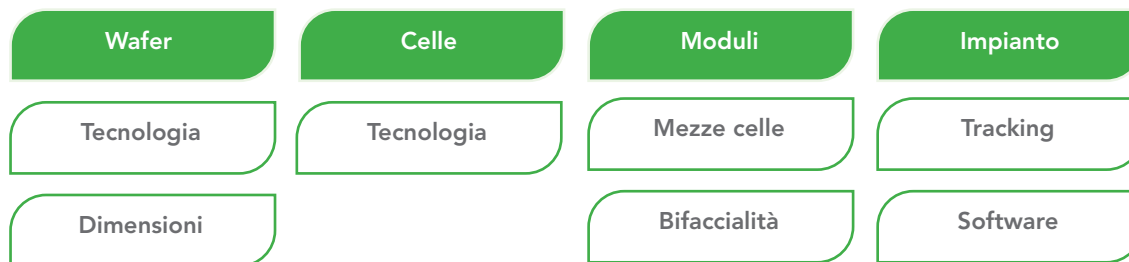 Wafer
Celle
Moduli
Impianto
Tecnologia
Tecnologia
Mezze celle
Tracking
Dimensioni
Bifaccialità
Software